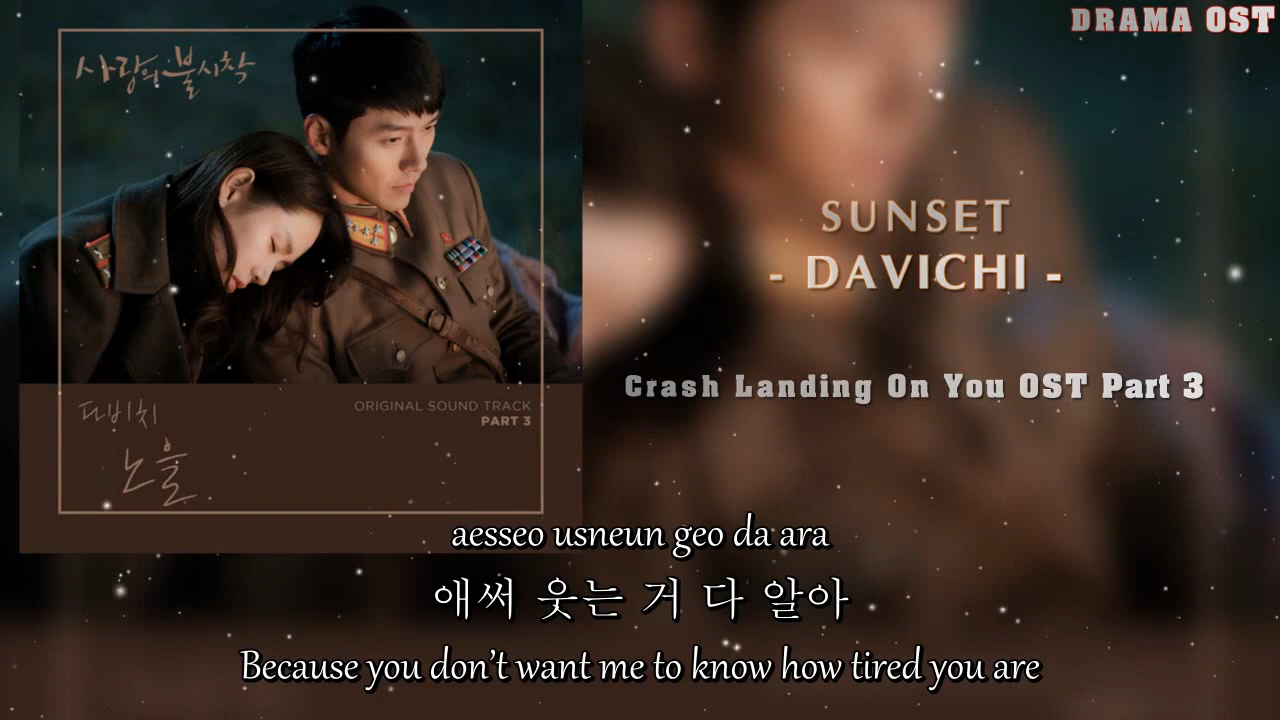 DRAMA OST
사랑의 불시착
SUNSET
- DAVICHI -
Crash Landing On You OST Part 3
다비치
ORIGINAL SOUND TRACK
PART 3
노을
aesseo usneun geo da ara
애써 웃는 거 다 알아
Because you don't want me to know how tired you are